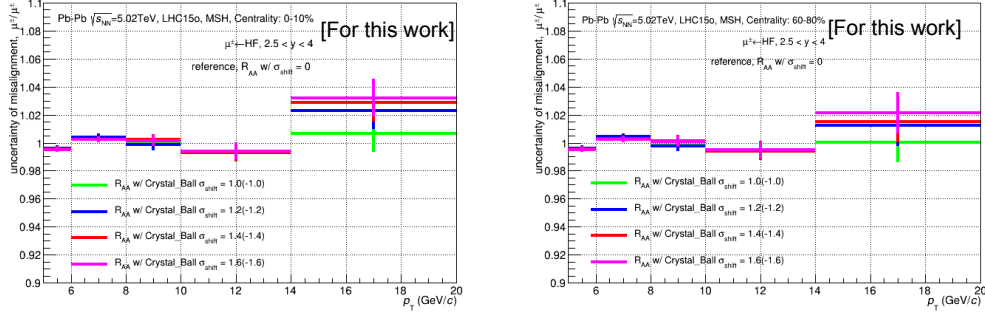 Pb-Pb √sNN=5.02TeV, LHC15o, MSH, Centrality: 0-10%
[For this work]
μ±←HF, 2.5 < y < 4
reference, RAA w/ σshift = 0
uncertainty of misalignment, μ±/μ±
1.1
1.08
1.06
1.04
1.02
1
0.98
0.96
0.94
0.92
0.9
RAA w/ Crystal_Ball σshift = 1.0(-1.0)
RAA w/ Crystal_Ball σshift = 1.2(-1.2)
RAA w/ Crystal_Ball σshift = 1.4(-1.4)
RAA w/ Crystal_Ball σshift = 1.6(-1.6)
6 8 10 12 14 16 18 20
pT (GeV/c)
Pb-Pb √sNN=5.02TeV, LHC15o, MSH, Centrality: 60-80%
[For this work]
μ±←HF, 2.5 < y < 4
reference, RAA w/ σshift = 0
uncertainty of misalignment, μ±/μ±
1.1
1.08
1.06
1.04
1.02
1
0.98
0.96
0.94
0.92
0.9
RAA w/ Crystal_Ball σshift = 1.0(-1.0)
RAA w/ Crystal_Ball σshift = 1.2(-1.2)
RAA w/ Crystal_Ball σshift = 1.4(-1.4)
RAA w/ Crystal_Ball σshift = 1.6(-1.6)
6 8 10 12 14 16 18 20
pT (GeV/c)